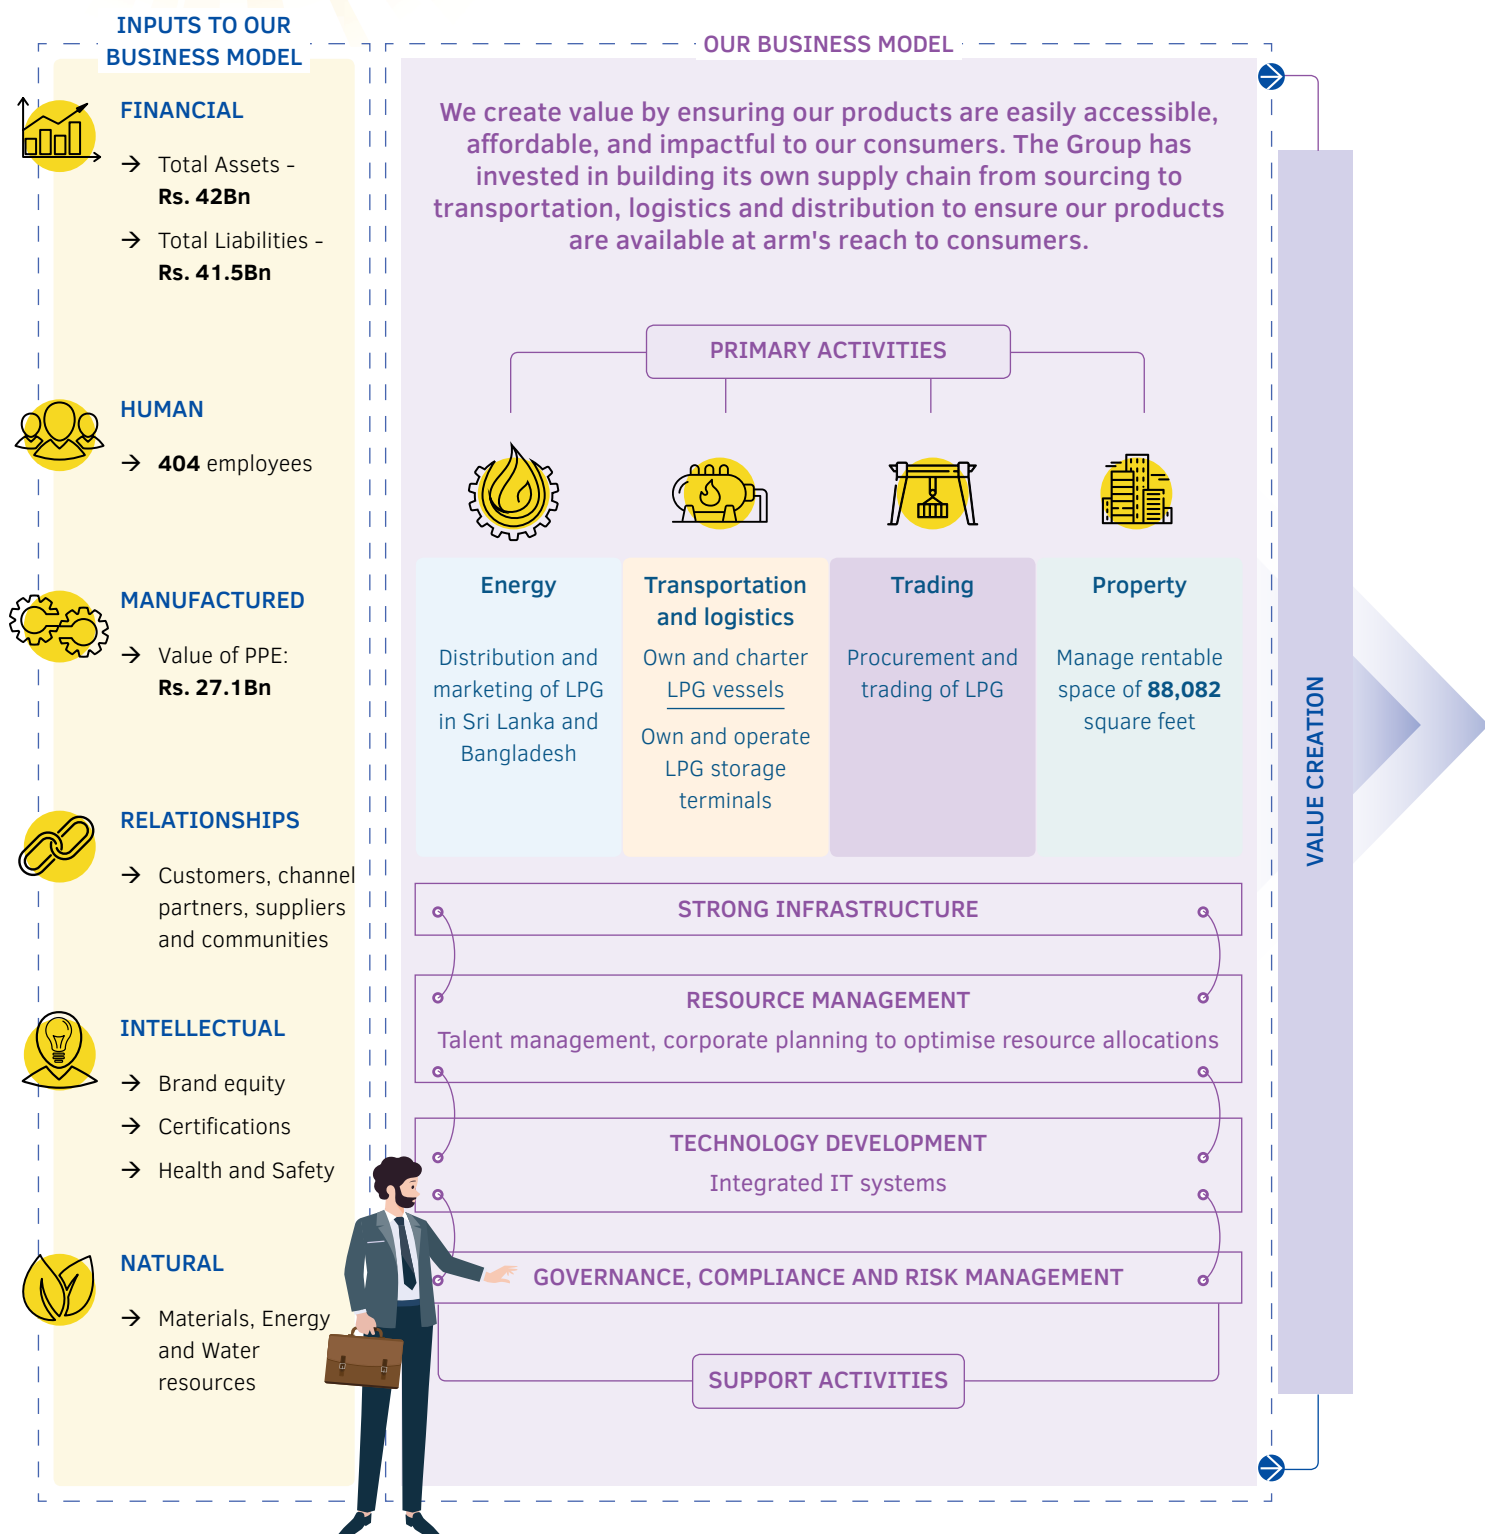 INPUTS TO OUR
BUSINESS MODEL
FINANCIAL
→ Total Assets -
Rs. 42Bn
→ Total Liabilities -
Rs. 41.5Bn
HUMAN
→ 404 employees
MANUFACTURED
→ Value of PPE:
Rs. 27.1Bn
RELATIONSHIPS
→ Customers, channel
partners, suppliers
and communities
INTELLECTUAL
→ Brand equity
→ Certifications
→ Health and Safety
NATURAL
→ Materials, Energy
and Water
resources
OUR BUSINESS MODEL
We create value by ensuring our products are easily accessible,
affordable, and impactful to our consumers. The Group has
invested in building its own supply chain from sourcing to
transportation, logistics and distribution to ensure our products
are available at arm's reach to consumers.
PRIMARY ACTIVITIES
Energy
Distribution and
marketing of LPG
in Sri Lanka and
Bangladesh
Transportation
and logistics
Own and charter
LPG vessels
Own and operate
LPG storage
terminals
Trading
Procurement and
trading of LPG
Property
Manage rentable
space of 88,082
square feet
STRONG INFRASTRUCTURE
RESOURCE MANAGEMENT
Talent management, corporate planning to optimise resource allocations
TECHNOLOGY DEVELOPMENT
Integrated IT systems
GOVERNANCE, COMPLIANCE AND RISK MANAGEMENT
SUPPORT ACTIVITIES
VALUE CREATION